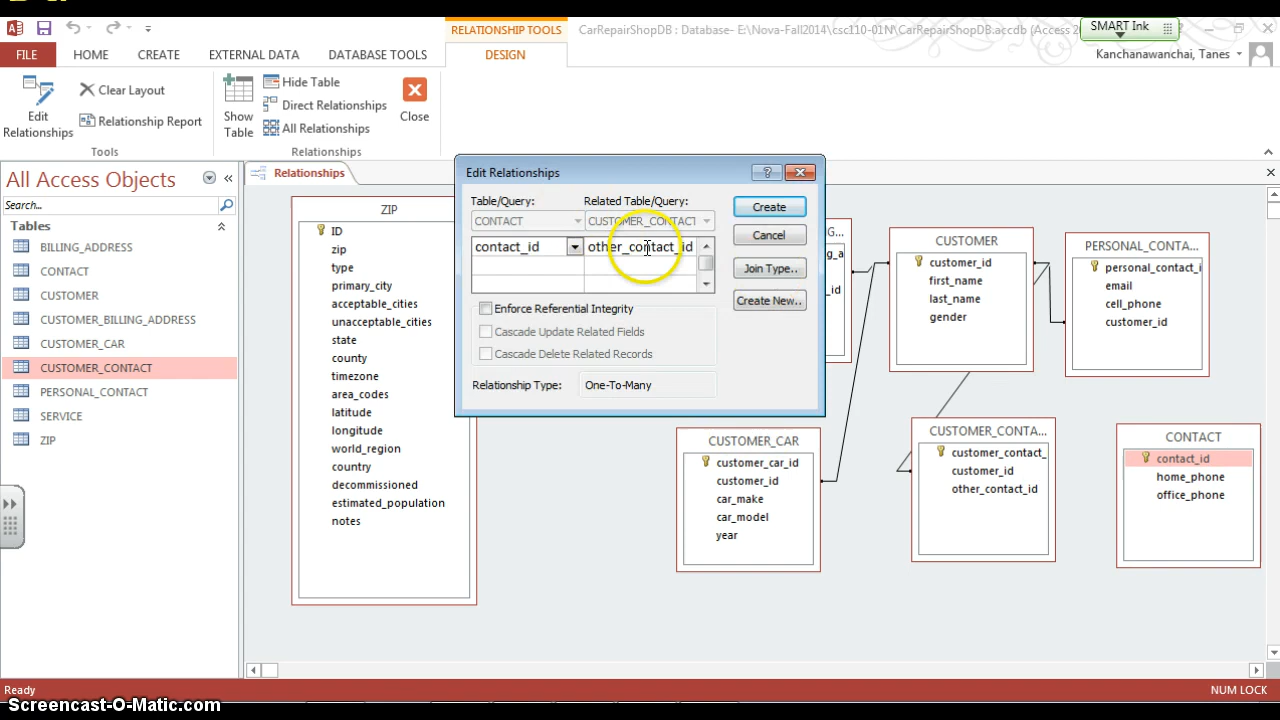 RELATIONSHIP TOOLS
CarRepairShopDB : Database- E:\Nova-Fall2014\csc110-01N\CarRepairShopDB.accdb (Access 2
SMART Ink
FILE
HOME
CREATE
EXTERNAL DATA
DATABASE TOOLS
DESIGN
Kanchanawanchai, Tanes
Edit Relationships
Clear Layout
Relationship Report
Tools
Show Table
Hide Table
Direct Relationships
All Relationships
Relationships
Close
All Access Objects
Search...
Tables
BILLING_ADDRESS
CONTACT
CUSTOMER
CUSTOMER_BILLING_ADDRESS
CUSTOMER_CAR
CUSTOMER_CONTACT
PERSONAL_CONTACT
SERVICE
ZIP
Relationships
ZIP
ID
zip
type
primary_city
acceptable_cities
unacceptable_cities
state
county
timezone
area_codes
latitude
longitude
world_region
country
decommissioned
estimated_population
notes
Edit Relationships
?
Table/Query:
Related Table/Query:
CONTACT
CUSTOMER_CONTACT
contact_id
other_contact_id
Enforce Referential Integrity
Cascade Update Related Fields
Cascade Delete Related Records
Relationship Type:
One-To-Many
Create
Cancel
Join Type..
Create New..
G...
g_a
_id
CUSTOMER
customer_id
first_name
last_name
gender
PERSONAL_CONTA...
personal_contact_i
email
cell_phone
customer_id
CUSTOMER_CAR
customer_car_id
customer_id
car_make
car_model
year
CUSTOMER_CONTA...
customer_contact_
customer_id
other_contact_id
CONTACT
contact_id
home_phone
office_phone
Ready
NUM LOCK
Screencast-O-Matic.com